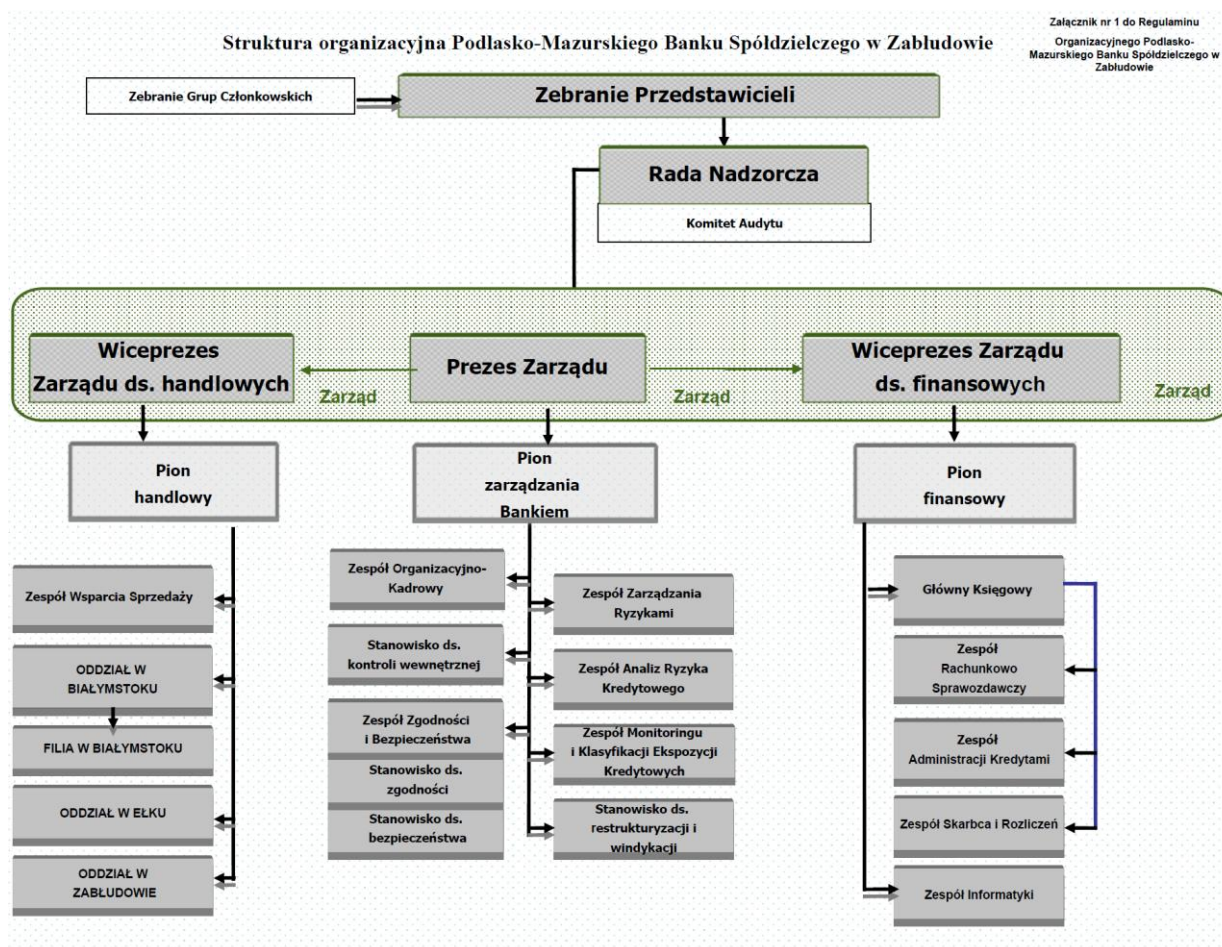 Załącznik nr 1 do Regulaminu
Organizacyjnego Podlasko-
Mazurskiego Banku Spółdzielczego w
Zabłudowie
Struktura organizacyjna Podlasko-Mazurskiego Banku Spółdzielczego w Zabłudowie
Zebranie Grup Członkowskich
Zebranie Przedstawicieli
Rada Nadzorcza
Komitet Audytu
Wiceprezes
Zarządu ds. handlowych
Zarząd
Prezes Zarządu
Zarząd
Wiceprezes Zarządu
ds. finansowych
Zarząd
Pion
handlowy
Pion
zarządzania
Bankiem
Pion
finansowy
Zespół Wsparcia Sprzedaży
ODDZIAŁ W
BIAŁYMSTOKU
FILIA W BIAŁYMSTOKU
ODDZIAŁ W EŁKU
ODDZIAŁ W
ZABŁUDOWIE
Zespół Organizacyjno-
Kadrowy
Stanowisko ds.
kontroli wewnętrznej
Zespół Zgodności
i Bezpieczeństwa
Stanowisko ds.
zgodności
Stanowisko ds.
bezpieczeństwa
Zespół Zarządzania
Ryzykami
Zespół Analiz Ryzyka
Kredytowego
Zespół Monitoringu
i Klasyfikacji Ekspozycji
Kredytowych
Stanowisko ds.
restrukturyzacji i
windykacji
Główny Księgowy
Zespół
Rachunkowo
Sprawozdawczy
Zespół
Administracji Kredytami
Zespół Skarbca i Rozliczeń
Zespół Informatyki